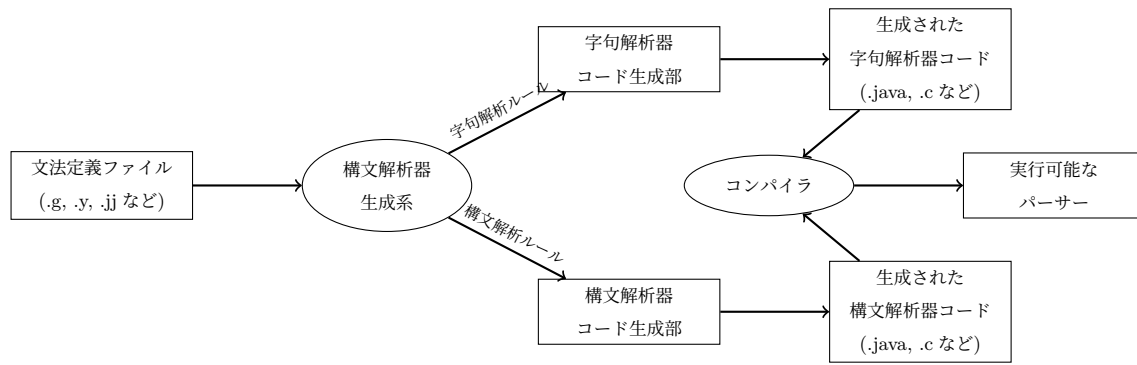 文法定義ファイル
(.g, .y, .jj など)
構文解析器
生成系
字句解析ルール
構文解析ルール
字句解析器
コード生成部
構文解析器
コード生成部
生成された
字句解析器コード
(.java, .c など)
コンパイラ
生成された
構文解析器コード
(.java, .c など)
実行可能な
パーサー